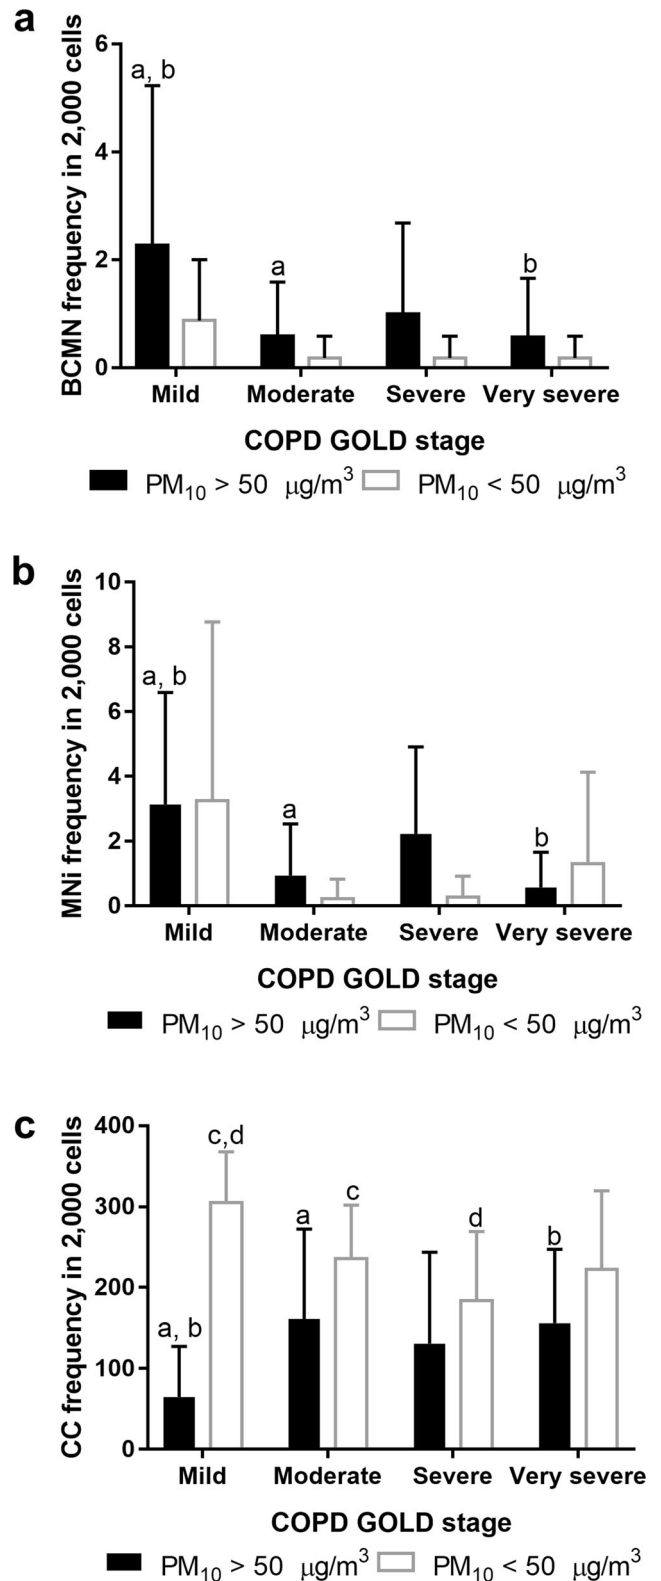 a
BCMN frequency in 2,000 cells
6
4
2
0
a, b
a
b
Mild Moderate Severe Very severe
COPD GOLD stage
PM₁₀ > 50 µg/m³ PM₁₀ < 50 µg/m³
b
MNi frequency in 2,000 cells
10
8
6
4
2
0
a, b
a
b
Mild Moderate Severe Very severe
COPD GOLD stage
PM₁₀ > 50 µg/m³ PM₁₀ < 50 µg/m³
c
CC frequency in 2,000 cells
400
300
200
100
0
a, b
c,d
a
c
d
b
Mild Moderate Severe Very severe
COPD GOLD stage
PM₁₀ > 50 µg/m³ PM₁₀ < 50 µg/m³